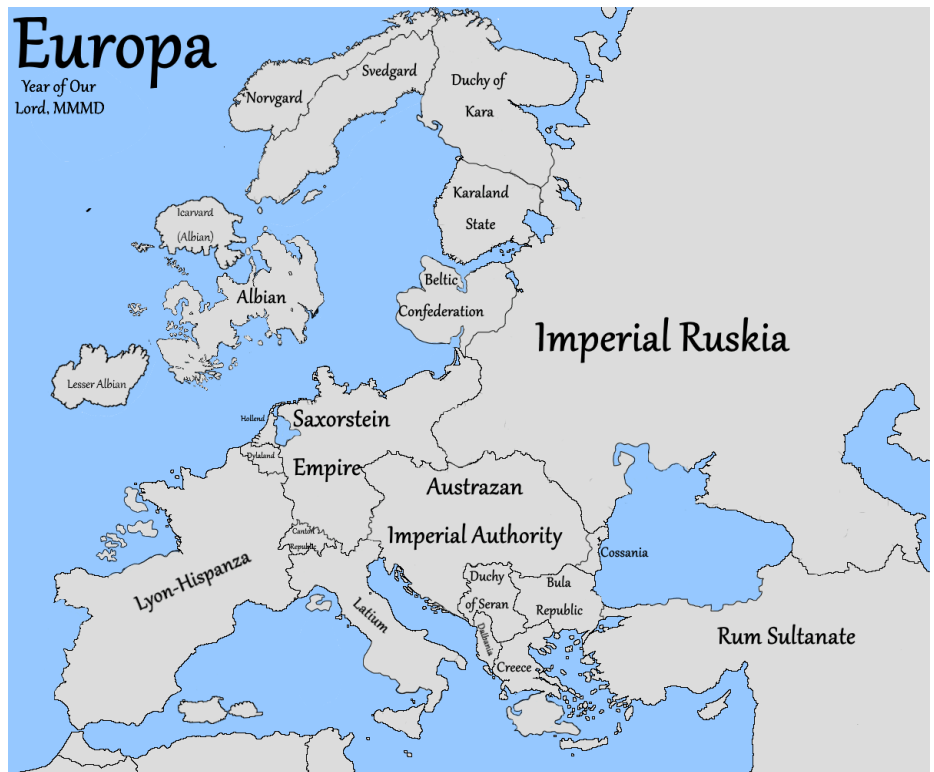 Europa
Year of Our
Lord, MMMD
Norvgard
Svedgard
Duchy of
Kara
Karaland
State
Icarvard
(Albian)
Albian
Beltic
Confederation
Imperial Ruskia
Lesser Albian
Hollend
Saxorstein
Empire
Dylaland
Austrazan
Imperial Authority
Canton
Republic
Cossania
Lyon-Hispanza
Latium
Duchy
of Seran
Bula
Republic
Dalbania
Creece
Rum Sultanate